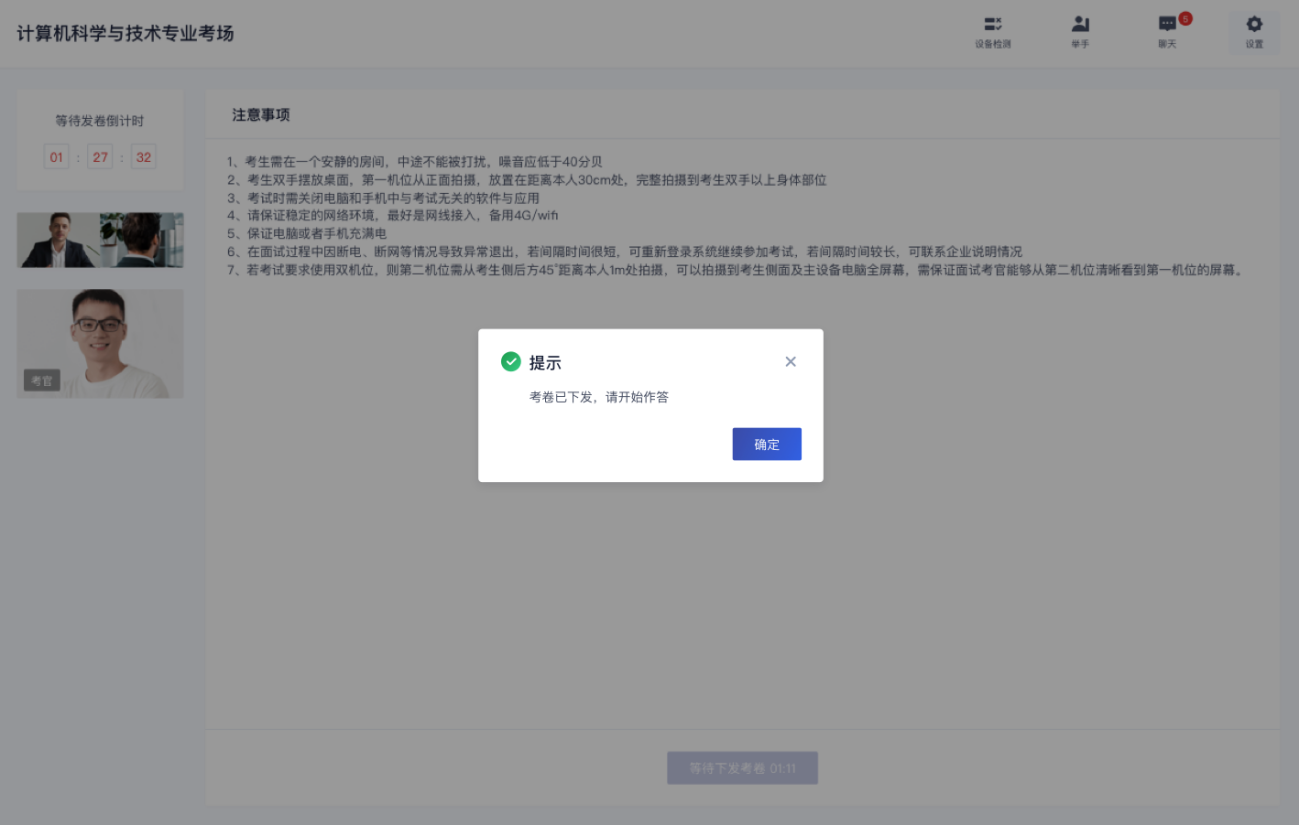 计算机科学与技术专业考场
设备检测
举手
5
聊天
设置
等待发卷倒计时
01 : 27 : 32
考官
注意事项
1、考生需在一个安静的房间，中途不能被打扰，噪音应低于40分贝
2、考生双手摆放桌面，第一机位从正面拍摄，放置在距离本人30cm处，完整拍摄到考生双手以上身体部位
3、考试时需关闭电脑和手机中与考试无关的软件与应用
4、请保证稳定的网络环境，最好是网线接入，备用4G/wifi
5、保证电脑或者手机充满电
6、在面试过程中因断电、断网等情况导致异常退出，若间隔时间很短，可重新登录系统继续参加考试，若间隔时间较长，可联系企业说明情况
7、若考试要求使用双机位，则第二机位需从考生侧后方45°距离本人1m处拍摄，可以拍摄到考生侧面及主设备电脑全屏幕，需保证面试考官能够从第二机位清晰看到第一机位的屏幕。
提示
考卷已下发，请开始作答
确定
等待下发考卷 01:11